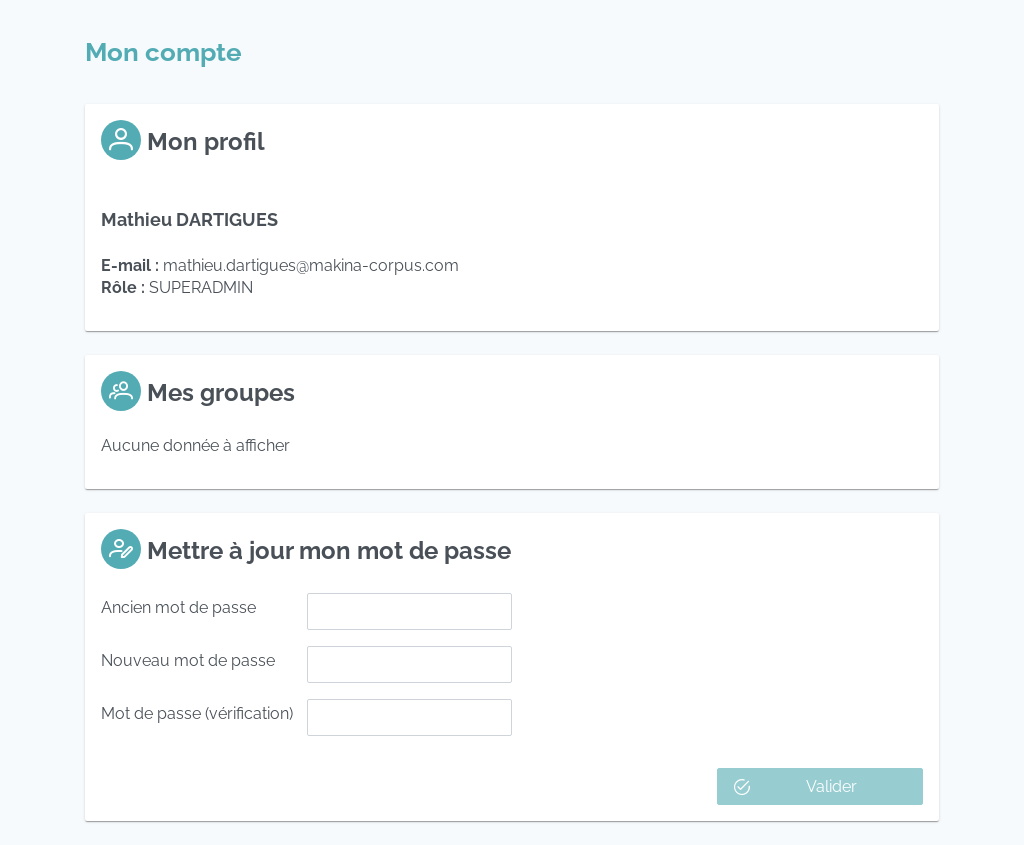 Mon compte
Mon profil
Mathieu DARTIGUES
E-mail : mathieu.dartigues@makina-corpus.com
Rôle : SUPERADMIN
Mes groupes
Aucune donnée à afficher
Mettre à jour mon mot de passe
Ancien mot de passe
Nouveau mot de passe
Mot de passe (vérification)
Valider